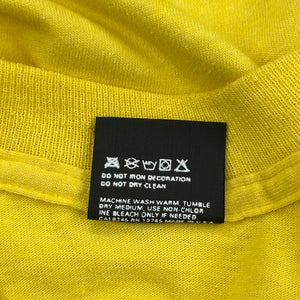 DO NOT IRON DECORATION
DO NOT DRY CLEAN
MACHINE WASH WARM, TUMBLE
DRY MEDIUM, USE NON-CHLOR
INE BLEACH ONLY IF NEEDED